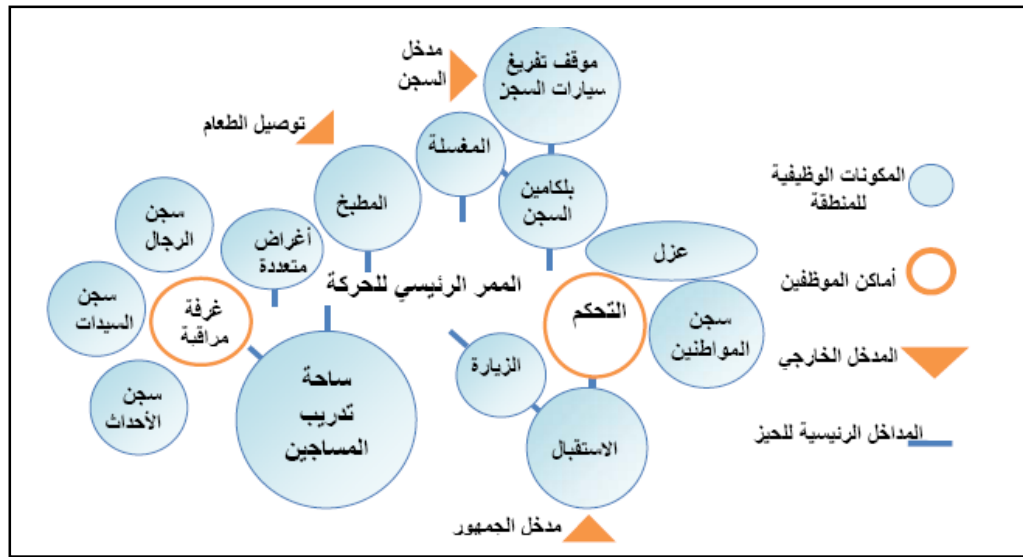 مدخل
السجن
موقف تفريغ
سيارات السجن
توصيل الطعام
المغسلة
المطبخ
بلكامين
السجن
المكونات الوظيفية
للمنطقة
سجن
الرجال
أغراض
متعددة
عزل
أماكن الموظفين
الممر الرئيسي للحركة
التحكم
سجن
المواطنين
سجن
السيدات
غرفة
مراقبة
المدخل الخارجي
الزيارة
ساحة
تدريب
المساجين
سجن
الأحداث
الاستقبال
المداخل الرئيسية للحيز
مدخل الجمهور